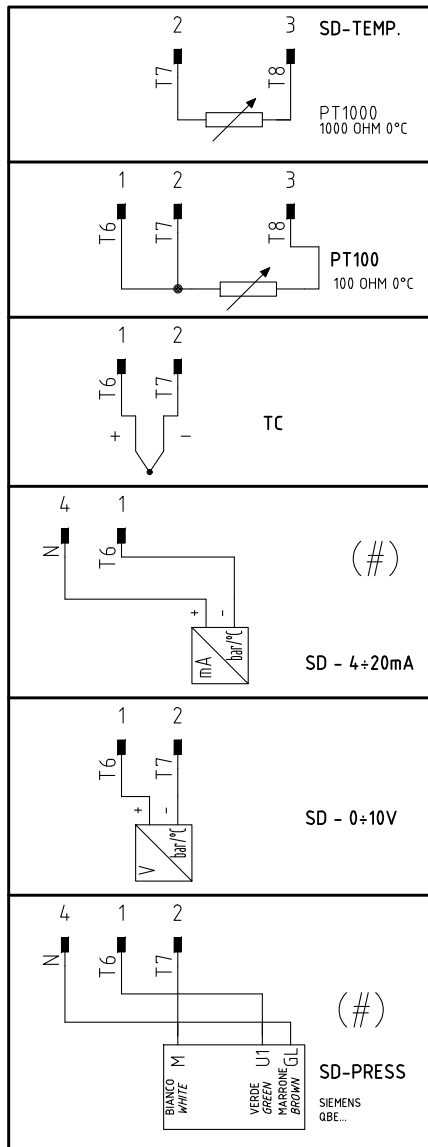 2 3 SD-TEMP.
T7 T8
PT1000
1000 OHM 0°C
1 2 3
T6 T7 T8
PT100
100 OHM 0°C
1 2
T6 T7
+ -
TC
4 1
N T6
(#)
+ -
mA bar/°C
SD - 4÷20mA
1 2
T6 T7
+ -
V bar/°C
SD - 0÷10V
4 1 2
N T6 T7
(#)
M U1 GL
BIANCO VERDE MARRONE
WHITE GREEN BROWN
SD-PRESS
SIEMENS
QBE...